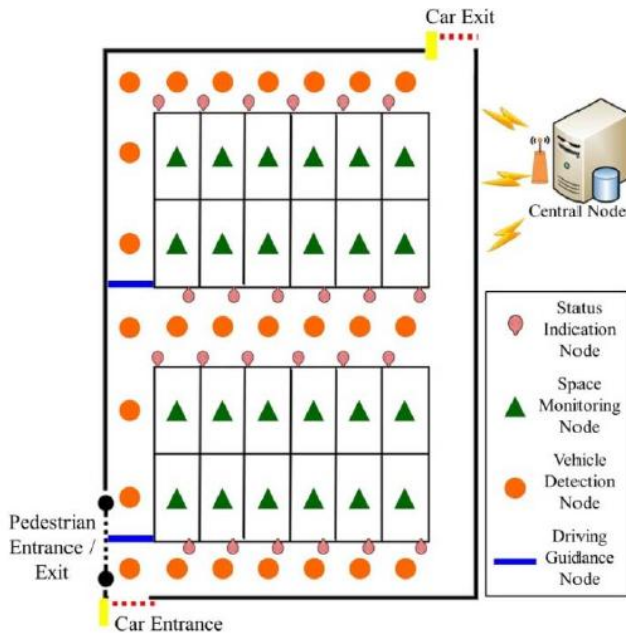 Car Exit
Central Node
Status
Indication
Node
Space
Monitoring
Node
Vehicle
Detection
Node
Driving
Guidance
Node
Pedestrian
Entrance /
Exit
Car Entrance